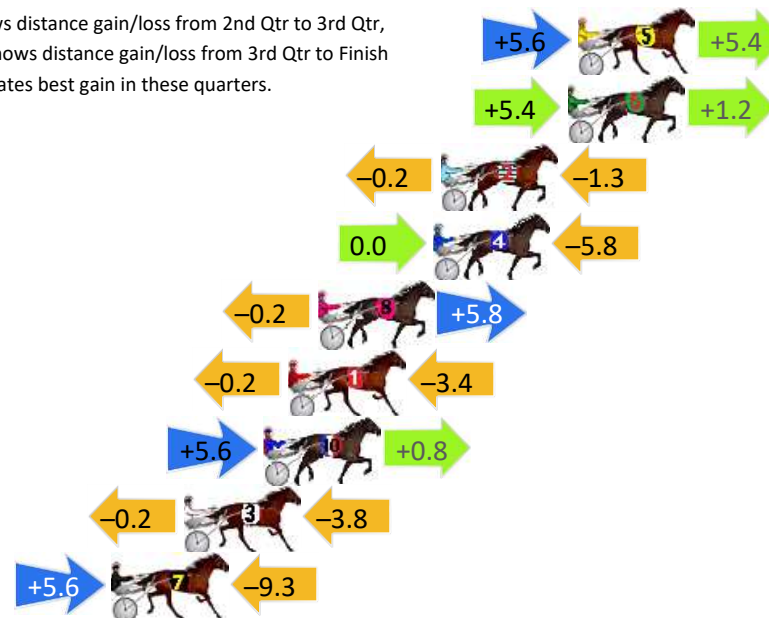 ws distance gain/loss from 2nd Qtr to 3rd Qtr,
hows distance gain/loss from 3rd Qtr to Finish
ates best gain in these quarters.
+5.6 5 +5.4
+5.4 6 +1.2
–0.2 2 –1.3
0.0 4 –5.8
–0.2 8 +5.8
–0.2 1 –3.4
+5.6 10 +0.8
–0.2 3 –3.8
+5.6 7 –9.3